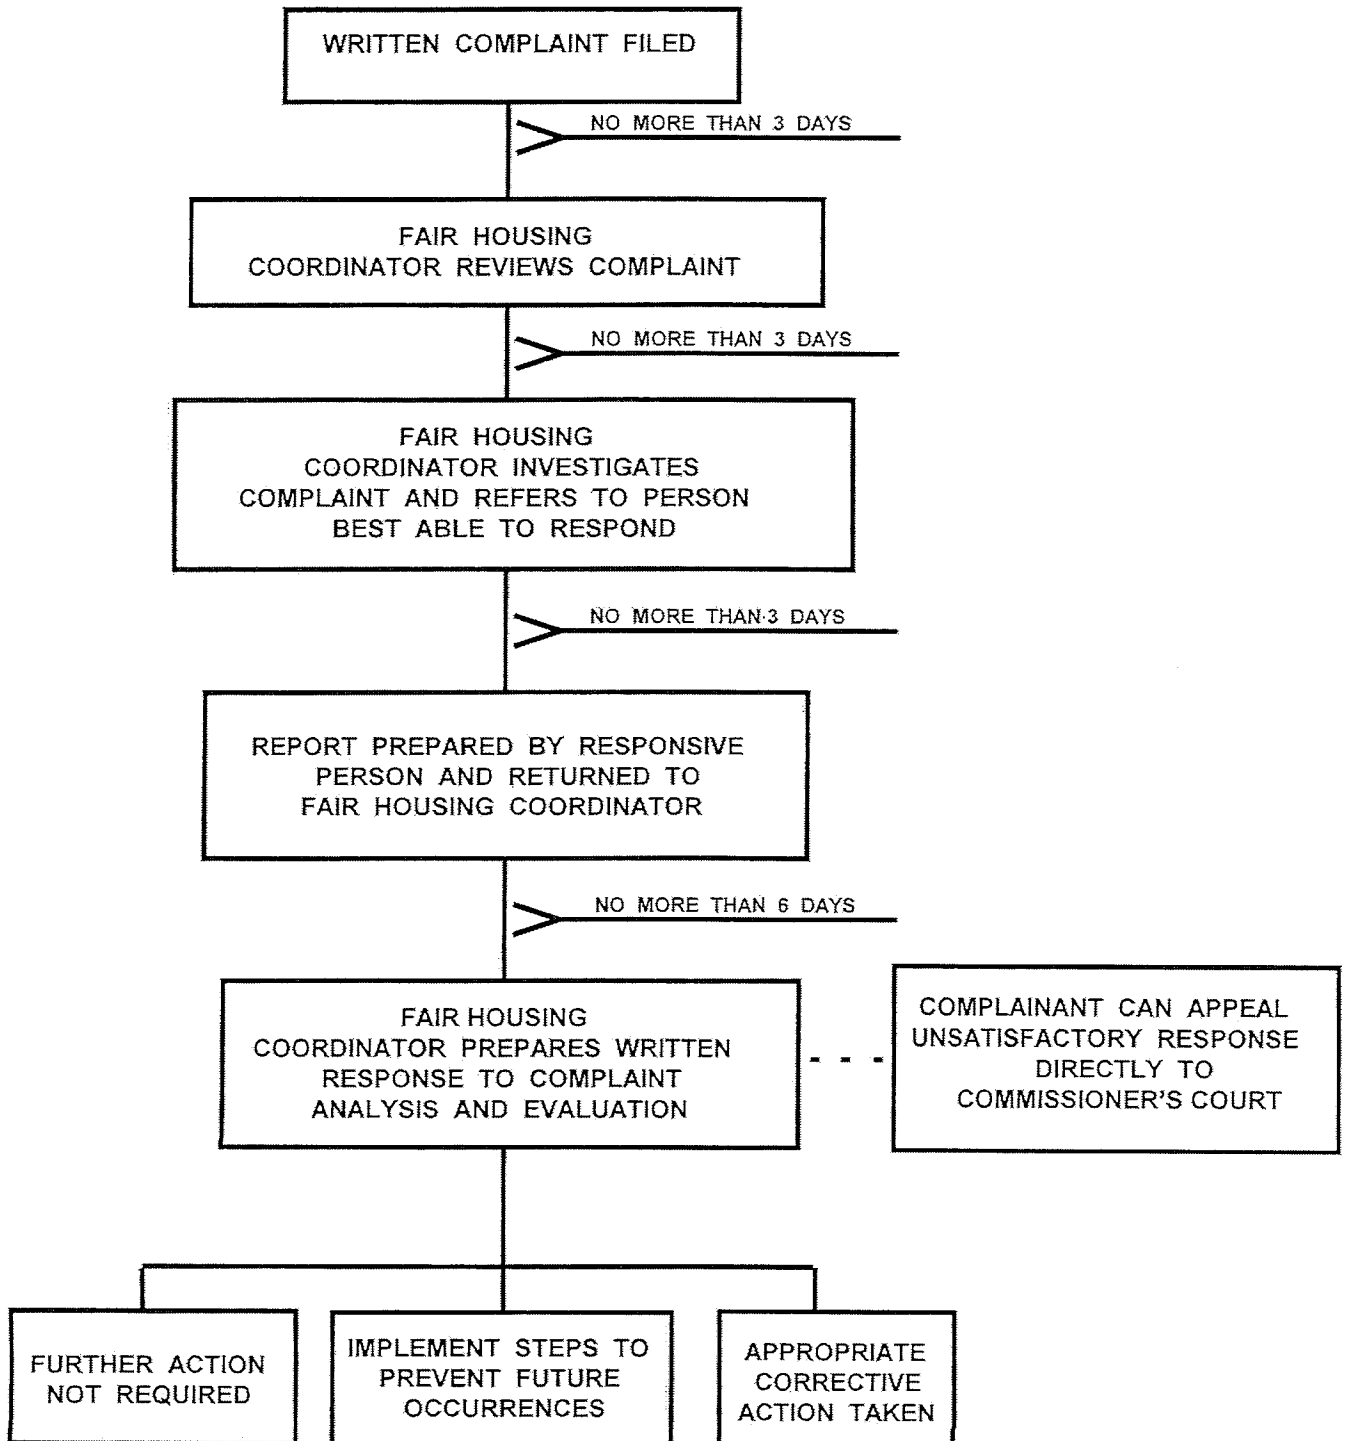 WRITTEN COMPLAINT FILED
NO MORE THAN 3 DAYS
FAIR HOUSING
COORDINATOR REVIEWS COMPLAINT
NO MORE THAN 3 DAYS
FAIR HOUSING
COORDINATOR INVESTIGATES
COMPLAINT AND REFERS TO PERSON
BEST ABLE TO RESPOND
NO MORE THAN 3 DAYS
REPORT PREPARED BY RESPONSIVE
PERSON AND RETURNED TO
FAIR HOUSING COORDINATOR
NO MORE THAN 6 DAYS
FAIR HOUSING
COORDINATOR PREPARES WRITTEN
RESPONSE TO COMPLAINT
ANALYSIS AND EVALUATION
COMPLAINANT CAN APPEAL
UNSATISFACTORY RESPONSE
DIRECTLY TO
COMMISSIONER'S COURT
FURTHER ACTION
NOT REQUIRED
IMPLEMENT STEPS TO
PREVENT FUTURE
OCCURRENCES
APPROPRIATE
CORRECTIVE
ACTION TAKEN